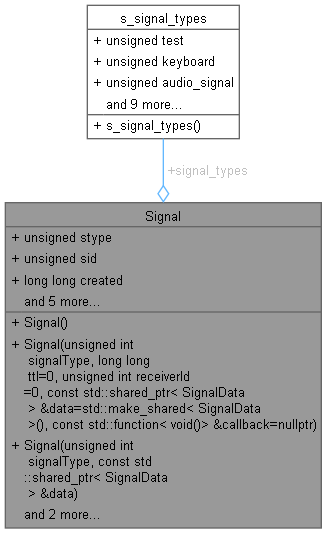 s_signal_types
+ unsigned test
+ unsigned keyboard
+ unsigned audio_signal
and 9 more...
+ s_signal_types()
+signal_types
Signal
+ unsigned stype
+ unsigned sid
+ long long created
and 5 more...
+ Signal()
+ Signal(unsigned int
signalType, long long
ttl=0, unsigned int receiverId
=0, const std::shared_ptr< SignalData
> &data=std::make_shared< SignalData
>(), const std::function< void()> &callback=nullptr)
+ Signal(unsigned int
signalType, const std
::shared_ptr< SignalData
> &data)
and 2 more...